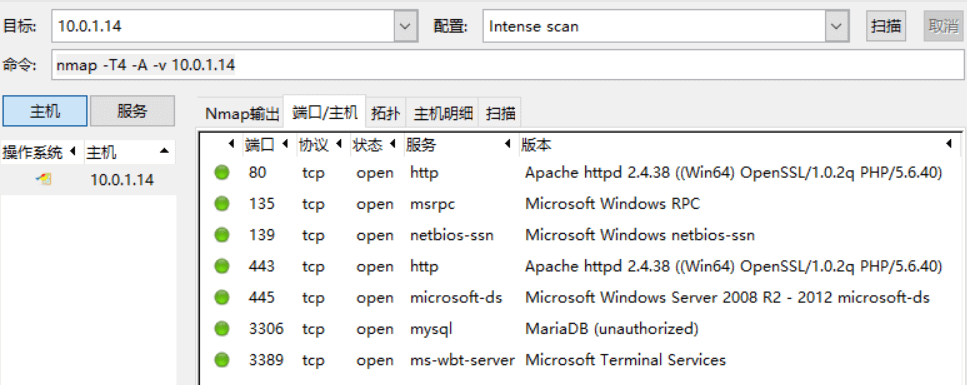 目标: 10.0.1.14 配置: Intense scan 扫描 取消
命令: nmap -T4 -A -v 10.0.1.14
主机 服务 Nmap输出 端口/主机 拓扑 主机明细 扫描
操作系统 主机 端口 协议 状态 服务 版本
10.0.1.14 80 tcp open http Apache httpd 2.4.38 ((Win64) OpenSSL/1.0.2q PHP/5.6.40)
135 tcp open msrpc Microsoft Windows RPC
139 tcp open netbios-ssn Microsoft Windows netbios-ssn
443 tcp open http Apache httpd 2.4.38 ((Win64) OpenSSL/1.0.2q PHP/5.6.40)
445 tcp open microsoft-ds Microsoft Windows Server 2008 R2 - 2012 microsoft-ds
3306 tcp open mysql MariaDB (unauthorized)
3389 tcp open ms-wbt-server Microsoft Terminal Services